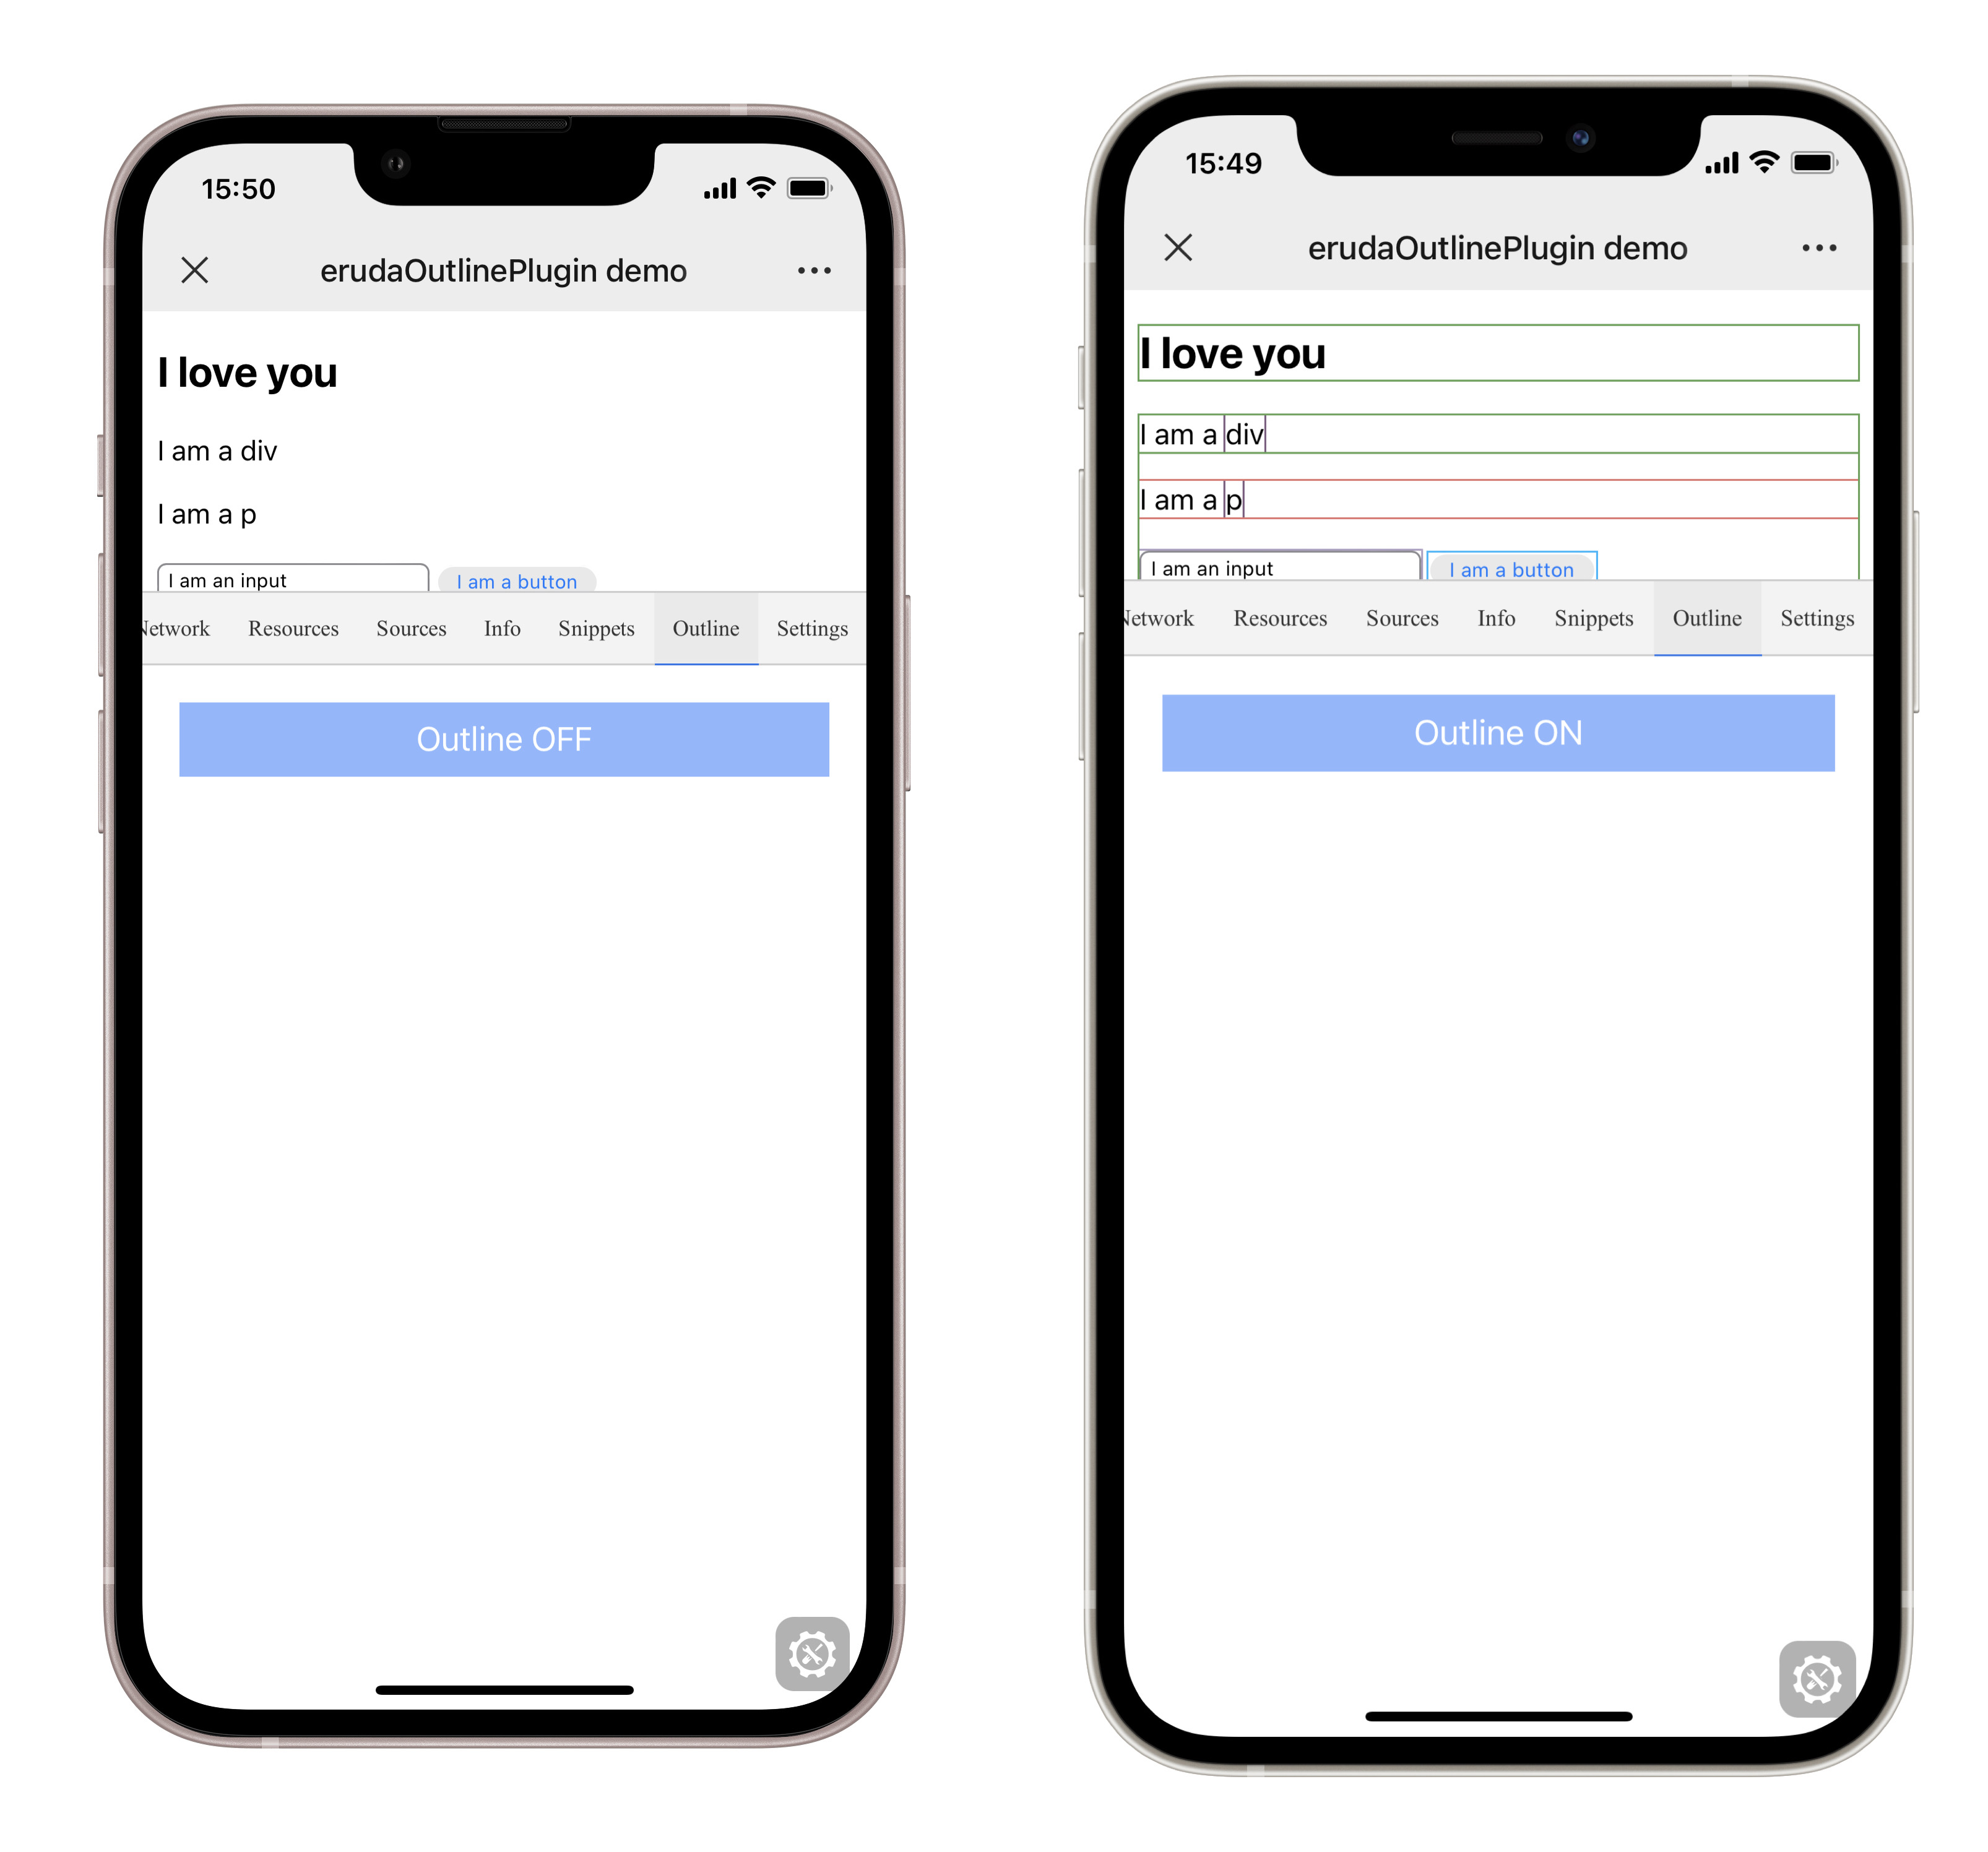 15:50
erudaOutlinePlugin demo
I love you
I am a div
I am a p
I am an input I am a button
Network Resources Sources Info Snippets Outline Settings
Outline OFF
15:49
erudaOutlinePlugin demo
I love you
I am a div
I am a p
I am an input I am a button
Network Resources Sources Info Snippets Outline Settings
Outline ON